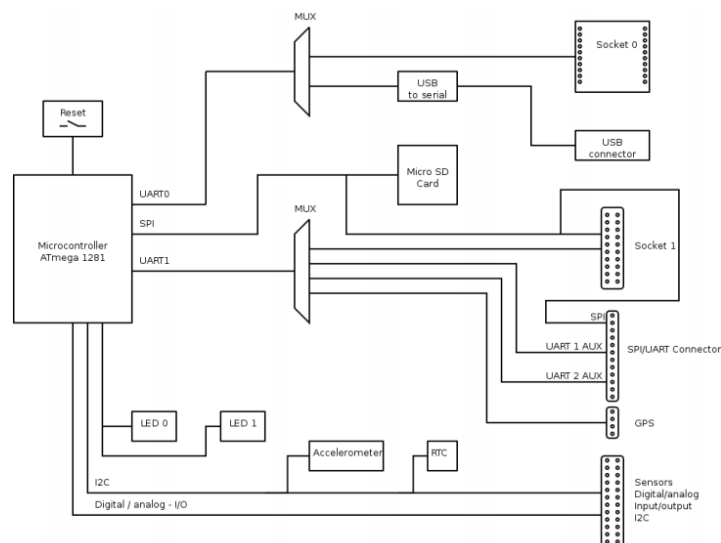 MUX
Socket 0
USB
to serial
Reset
USB
connector
Micro SD
Card
UART0
MUX
SPI
Microcontroller
ATmega 1281
Socket 1
UART1
SPI
UART 1 AUX
SPI/UART Connector
UART 2 AUX
LED 0
LED 1
GPS
Accelerometer
RTC
I2C
Sensors
Digital/analog
Input/output
I2C
Digital / analog - I/O